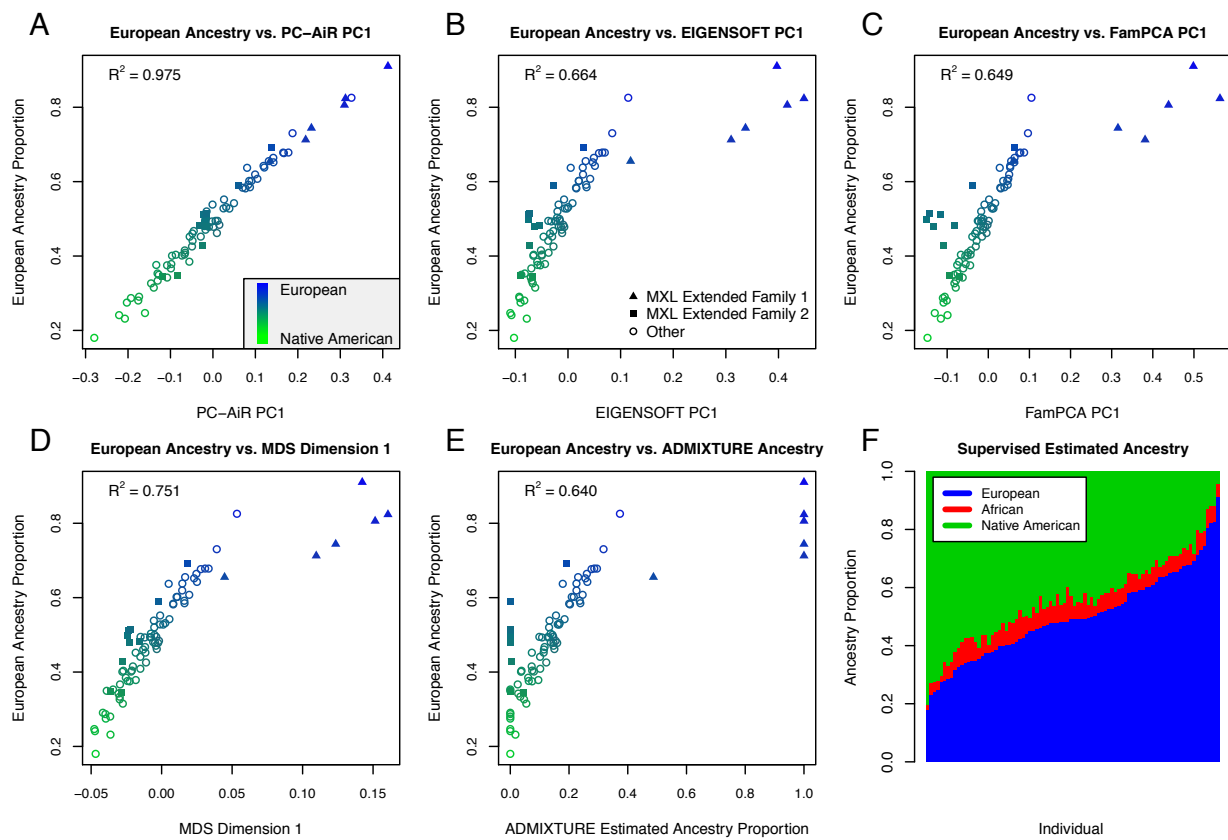 A
European Ancestry vs. PC−AiR PC1
R² = 0.975
European Ancestry Proportion
0.8
0.6
0.4
0.2
European
Native American
−0.3 −0.2 −0.1 0.0 0.1 0.2 0.3 0.4
PC−AiR PC1
B
European Ancestry vs. EIGENSOFT PC1
R² = 0.664
European Ancestry Proportion
0.8
0.6
0.4
0.2
MXL Extended Family 1
MXL Extended Family 2
Other
−0.1 0.0 0.1 0.2 0.3 0.4
EIGENSOFT PC1
C
European Ancestry vs. FamPCA PC1
R² = 0.649
European Ancestry Proportion
0.8
0.6
0.4
0.2
−0.1 0.0 0.1 0.2 0.3 0.4 0.5
FamPCA PC1
D
European Ancestry vs. MDS Dimension 1
R² = 0.751
European Ancestry Proportion
0.8
0.6
0.4
0.2
−0.05 0.00 0.05 0.10 0.15
MDS Dimension 1
E
European Ancestry vs. ADMIXTURE Ancestry
R² = 0.640
European Ancestry Proportion
0.8
0.6
0.4
0.2
0.0 0.2 0.4 0.6 0.8 1.0
ADMIXTURE Estimated Ancestry Proportion
F
Supervised Estimated Ancestry
European
African
Native American
Ancestry Proportion
1.0
0.8
0.6
0.4
0.2
0.0
Individual